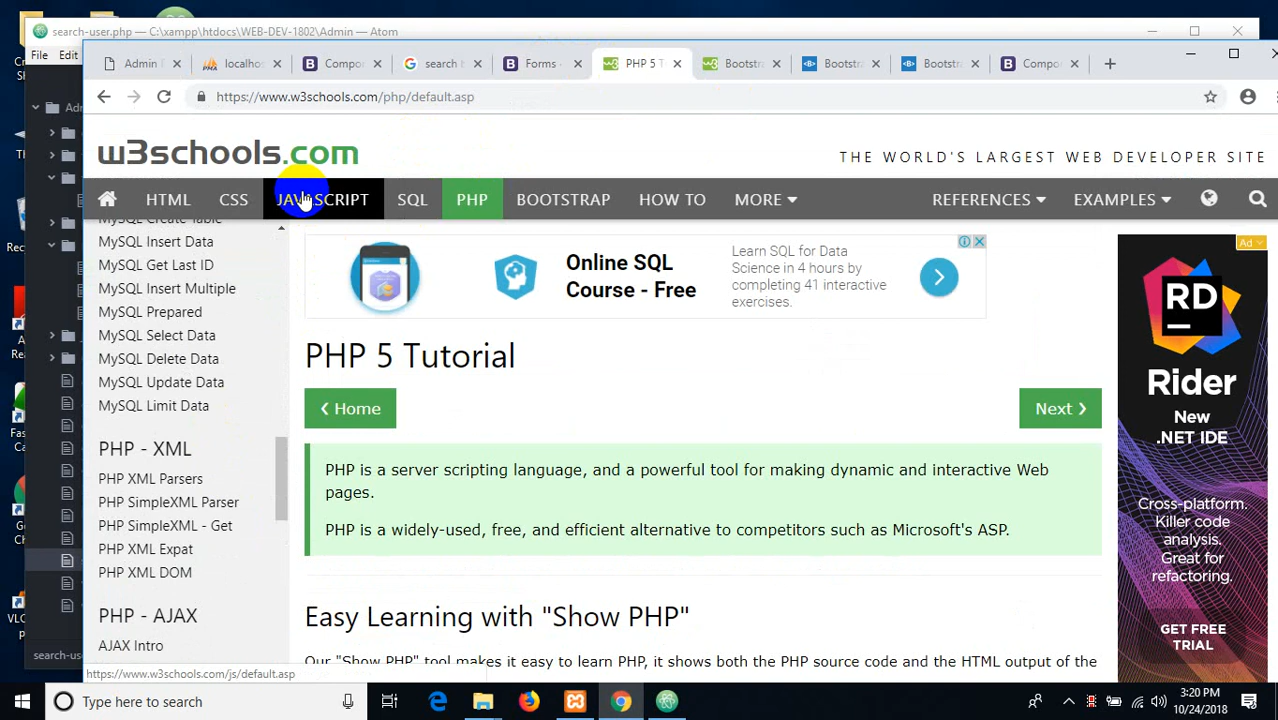 search-user.php — C:\xampp\htdocs\WEB-DEV-1802\Admin — Atom
File Edit
Admin
localhos
Compo
search
Forms -
PHP 5 T
Bootstr
Bootstr
Bootstr
Compo
https://www.w3schools.com/php/default.asp
w3schools.com
THE WORLD'S LARGEST WEB DEVELOPER SITE
HTML CSS JAVASCRIPT SQL PHP BOOTSTRAP HOW TO MORE REFERENCES EXAMPLES
MySQL Create Table
MySQL Insert Data
MySQL Get Last ID
MySQL Insert Multiple
MySQL Prepared
MySQL Select Data
MySQL Delete Data
MySQL Update Data
MySQL Limit Data
PHP - XML
PHP XML Parsers
PHP SimpleXML Parser
PHP SimpleXML - Get
PHP XML Expat
PHP XML DOM
PHP - AJAX
AJAX Intro
Online SQL
Course - Free
Learn SQL for Data
Science in 4 hours by
completing 41 interactive
exercises.
PHP 5 Tutorial
❮ Home
Next ❯
PHP is a server scripting language, and a powerful tool for making dynamic and interactive Web
pages.
PHP is a widely-used, free, and efficient alternative to competitors such as Microsoft's ASP.
Easy Learning with "Show PHP"
Our "Show PHP" tool makes it easy to learn PHP, it shows both the PHP source code and the HTML output of the
Ad
RD
Rider
New
.NET IDE
Cross-platform.
Killer code
analysis.
Great for
refactoring.
GET FREE
TRIAL
https://www.w3schools.com/js/default.asp
search-us
Type here to search
3:20 PM
10/24/2018